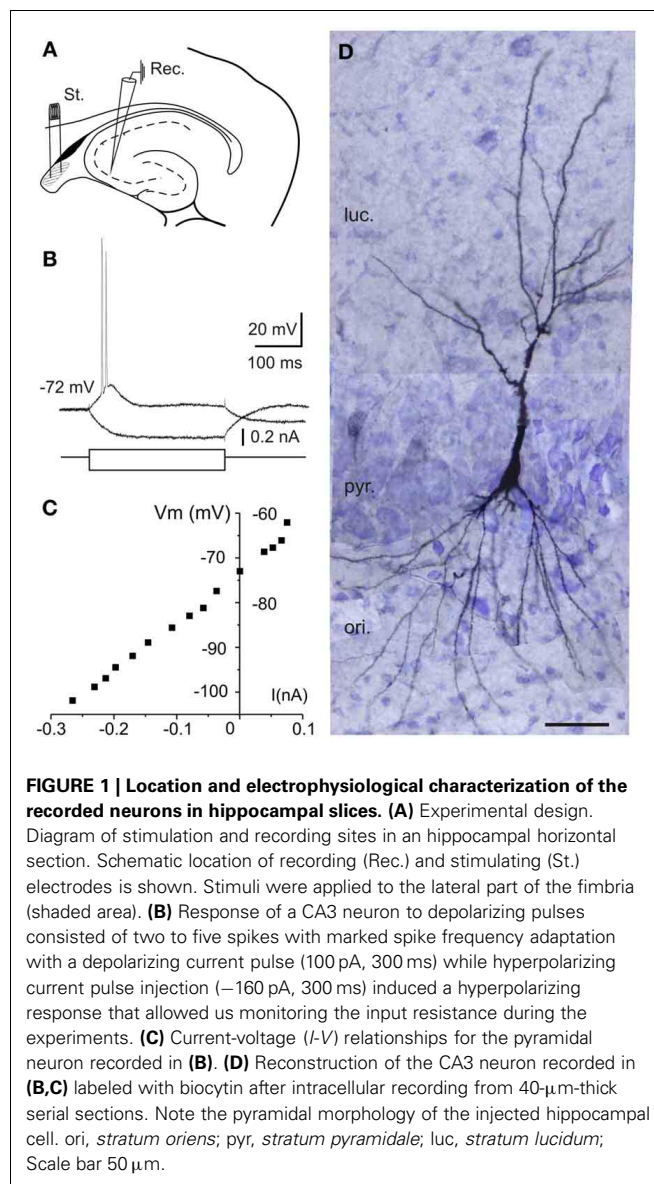 A
St.
Rec.
B
20 mV
100 ms
-72 mV
0.2 nA
C
Vm (mV)
-60
-70
-80
-90
-100
I(nA)
-0.3
-0.2
-0.1
0
0.1
D
luc.
pyr.
ori.
FIGURE 1 | Location and electrophysiological characterization of the
recorded neurons in hippocampal slices. (A) Experimental design.
Diagram of stimulation and recording sites in an hippocampal horizontal
section. Schematic location of recording (Rec.) and stimulating (St.)
electrodes is shown. Stimuli were applied to the lateral part of the fimbria
(shaded area). (B) Response of a CA3 neuron to depolarizing pulses
consisted of two to five spikes with marked spike frequency adaptation
with a depolarizing current pulse (100 pA, 300 ms) while hyperpolarizing
current pulse injection (−160 pA, 300 ms) induced a hyperpolarizing
response that allowed us monitoring the input resistance during the
experiments. (C) Current-voltage (I-V) relationships for the pyramidal
neuron recorded in (B). (D) Reconstruction of the CA3 neuron recorded in
(B,C) labeled with biocytin after intracellular recording from 40-μm-thick
serial sections. Note the pyramidal morphology of the injected hippocampal
cell. ori, stratum oriens; pyr, stratum pyramidale; luc, stratum lucidum;
Scale bar 50 μm.